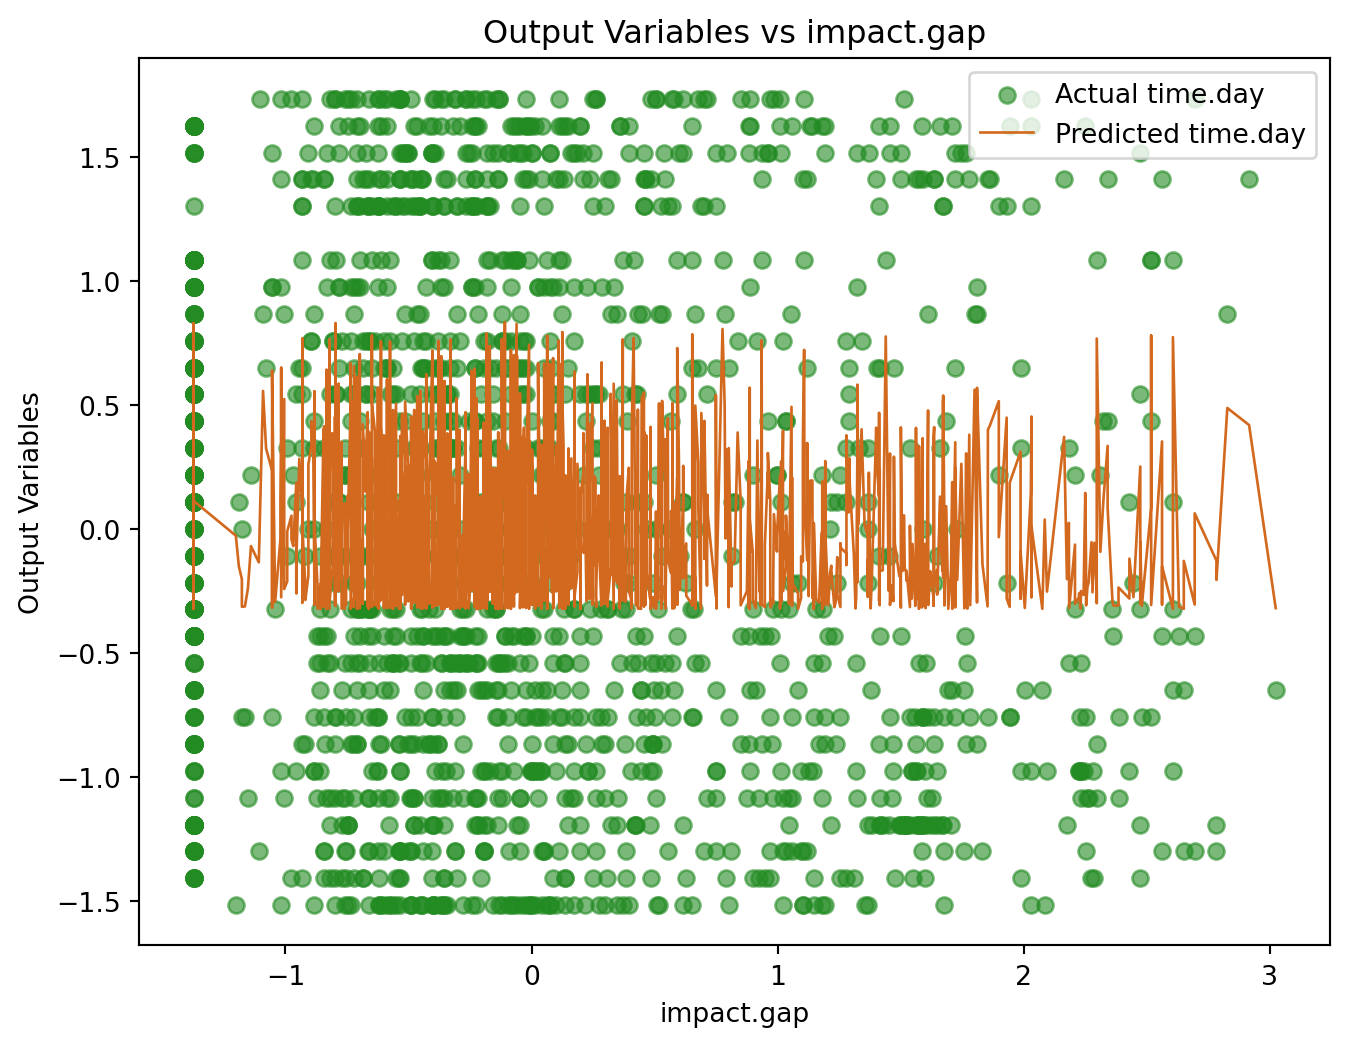 Output Variables vs impact.gap
Actual time.day
Predicted time.day
Output Variables
1.5
1.0
0.5
0.0
−0.5
−1.0
−1.5
−1
0
1
2
3
impact.gap